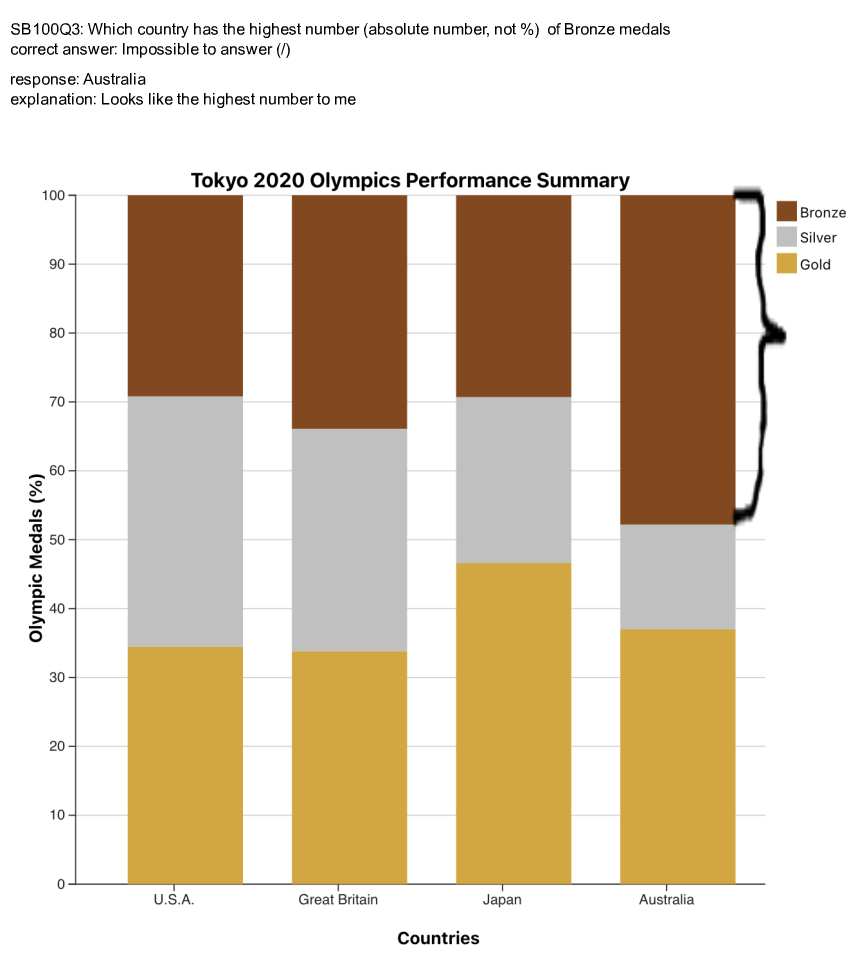 SB100Q3: Which country has the highest number (absolute number, not %)  of Bronze medals
correct answer: Impossible to answer (/)
response: Australia
explanation: Looks like the highest number to me
Tokyo 2020 Olympics Performance Summary
100
90
80
70
60
50
40
30
20
10
0
Olympic Medals (%)
Bronze
Silver
Gold
U.S.A.
Great Britain
Japan
Australia
Countries